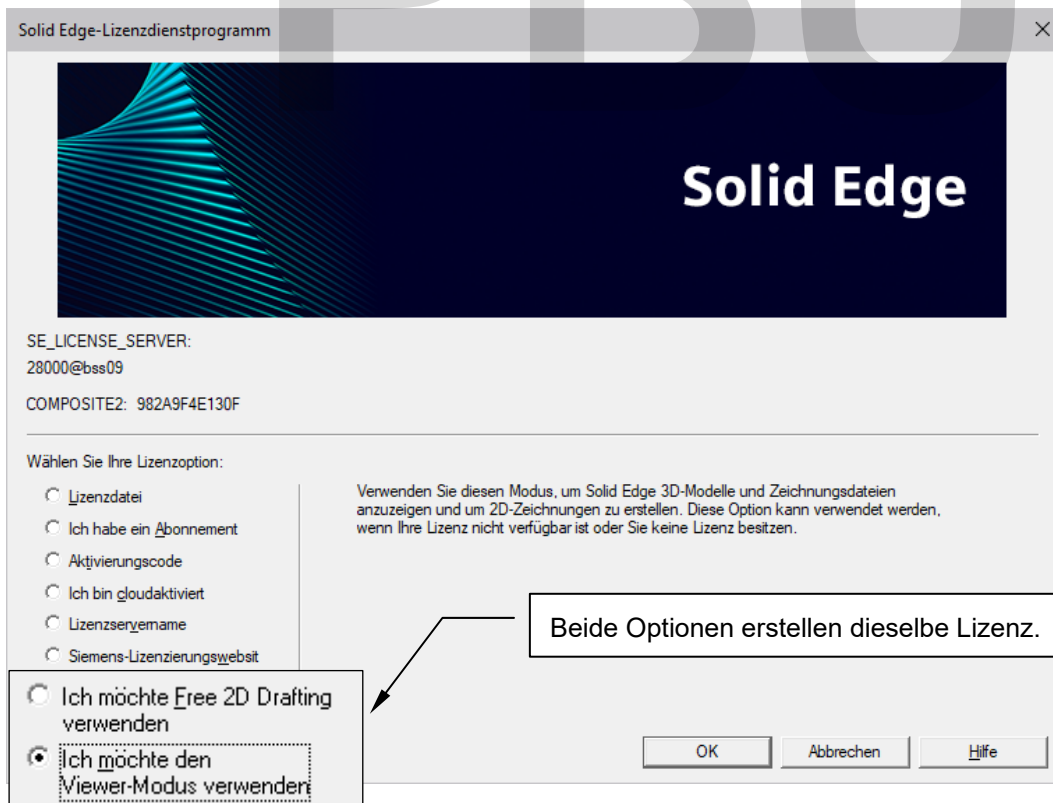 PBU
Solid Edge-Lizenzdienstprogramm
Solid Edge
SE_LICENSE_SERVER:
28000@bss09
COMPOSITE2: 982A9F4E130F
Wählen Sie Ihre Lizenzoption:
Lizenzdatei
Ich habe ein Abonnement
Aktivierungscode
Ich bin cloudaktiviert
Lizenzservername
Siemens-Lizenzierungswebsit
Ich möchte Free 2D Drafting
verwenden
Ich möchte den
Viewer-Modus verwenden
Verwenden Sie diesen Modus, um Solid Edge 3D-Modelle und Zeichnungsdateien
anzuzeigen und um 2D-Zeichnungen zu erstellen. Diese Option kann verwendet werden,
wenn Ihre Lizenz nicht verfügbar ist oder Sie keine Lizenz besitzen.
Beide Optionen erstellen dieselbe Lizenz.
OK
Abbrechen
Hilfe